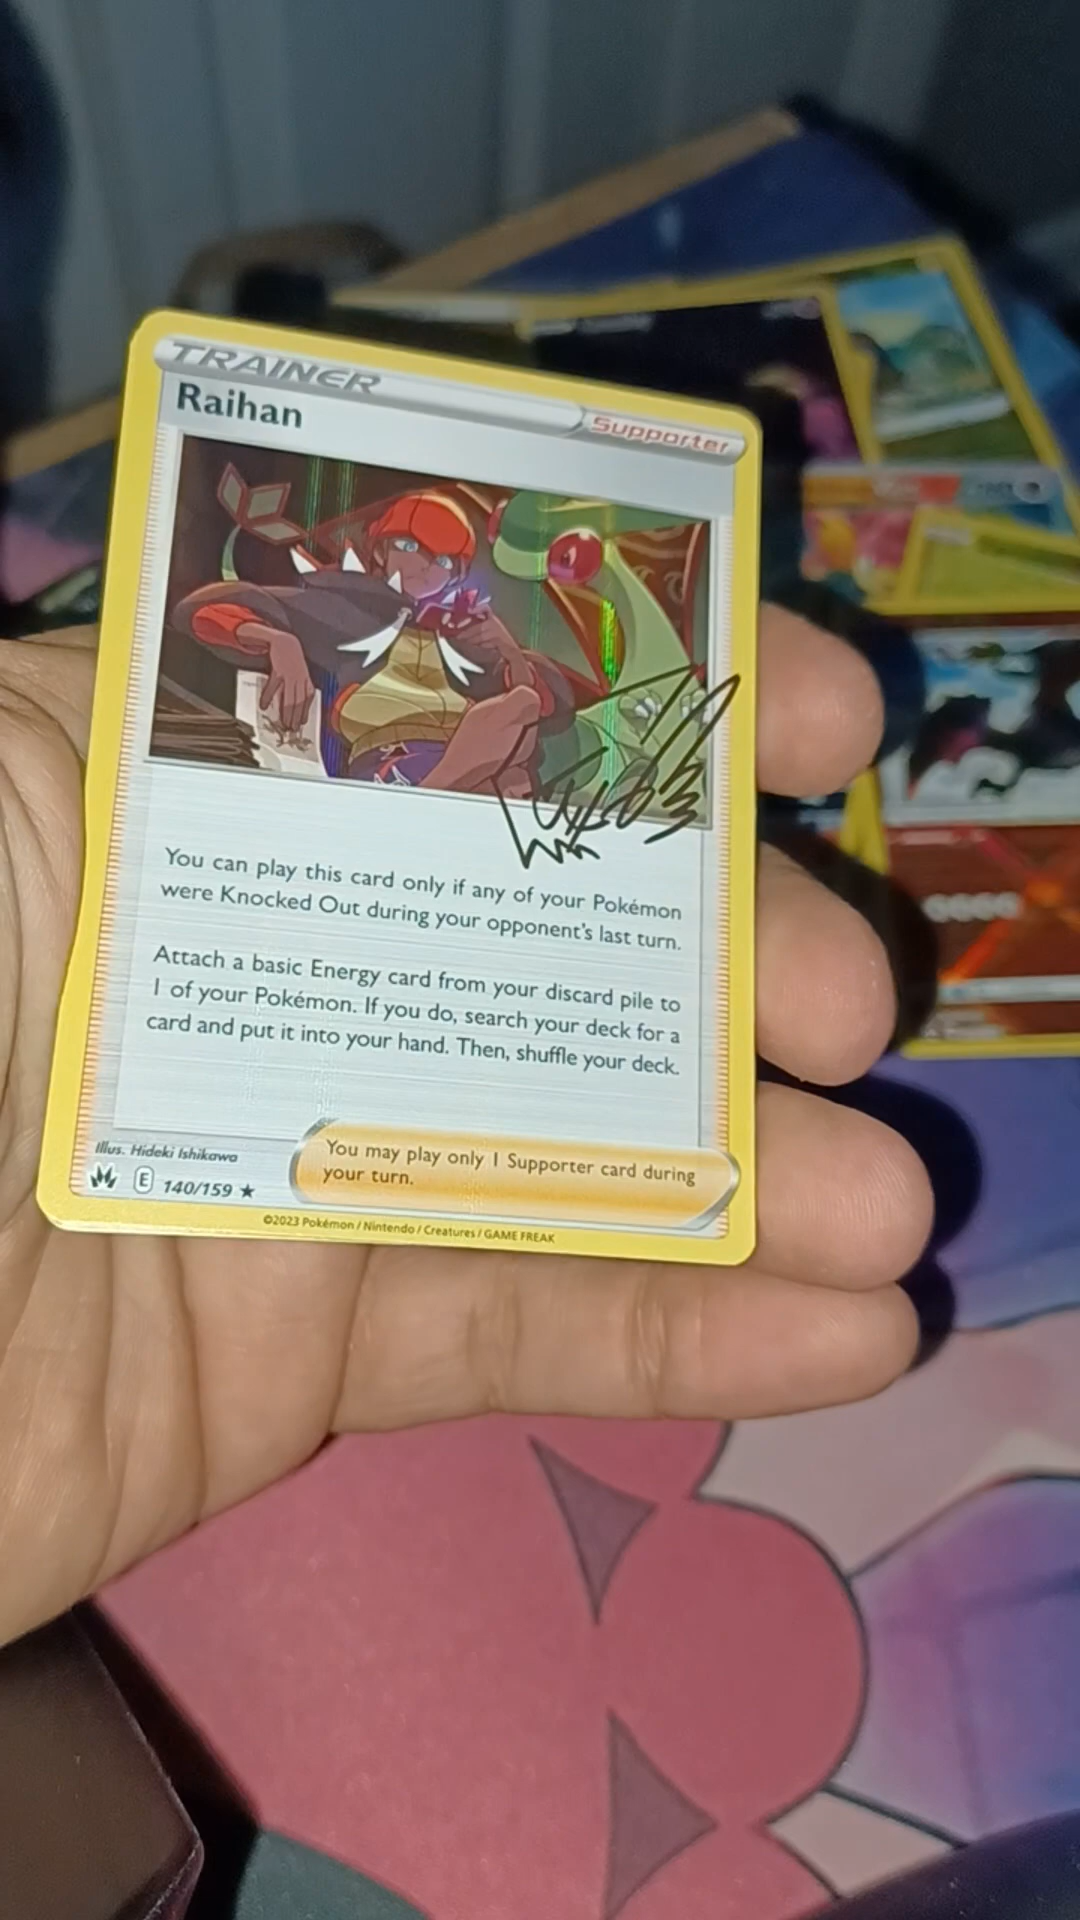 TRAINER
Raihan
Supporter
You can play this card only if any of your Pokémon
were Knocked Out during your opponent's last turn.
Attach a basic Energy card from your discard pile to
1 of your Pokémon. If you do, search your deck for a
card and put it into your hand. Then, shuffle your deck.
Illus. Hideki Ishikawa
E 140/159 ★
You may play only 1 Supporter card during
your turn.
©2023 Pokémon / Nintendo / Creatures / GAME FREAK